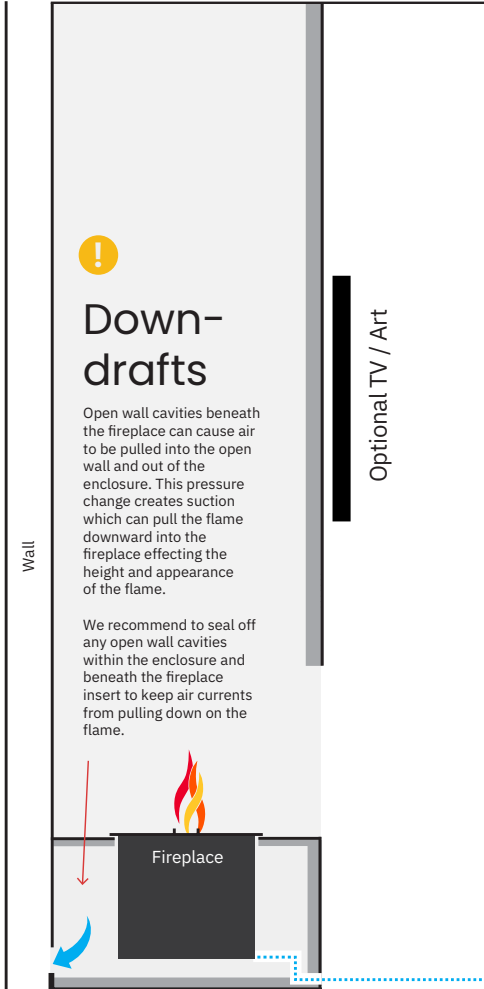 !
Down-
drafts
Open wall cavities beneath
the fireplace can cause air
to be pulled into the open
wall and out of the
enclosure. This pressure
change creates suction
which can pull the flame
downward into the
fireplace effecting the
height and appearance
of the flame.
We recommend to seal off
any open wall cavities
within the enclosure and
beneath the fireplace
insert to keep air currents
from pulling down on the
flame.
Wall
Optional TV / Art
Fireplace